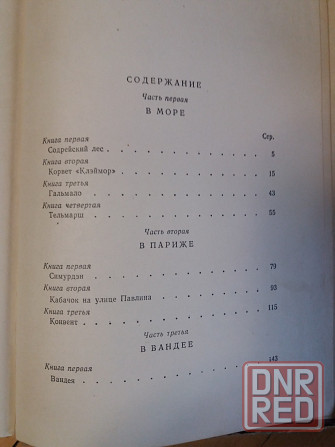 СОДЕРЖАНИЕ
Часть первая
В МОРЕ
Стр.
Книга первая
Содрейский лес 5
Книга вторая
Корвет «Клэймор» 15
Книга третья
Гальмало 43
Книга четвертая
Тельмарш 55
Часть вторая
В ПАРИЖЕ
Книга первая
Симурдэн 79
Книга вторая
Кабачок на улице Павлина 93
Книга третья
Конвент 115
Часть третья
В ВАНДЕЕ
Книга первая
Вандея 143
DNR
RED